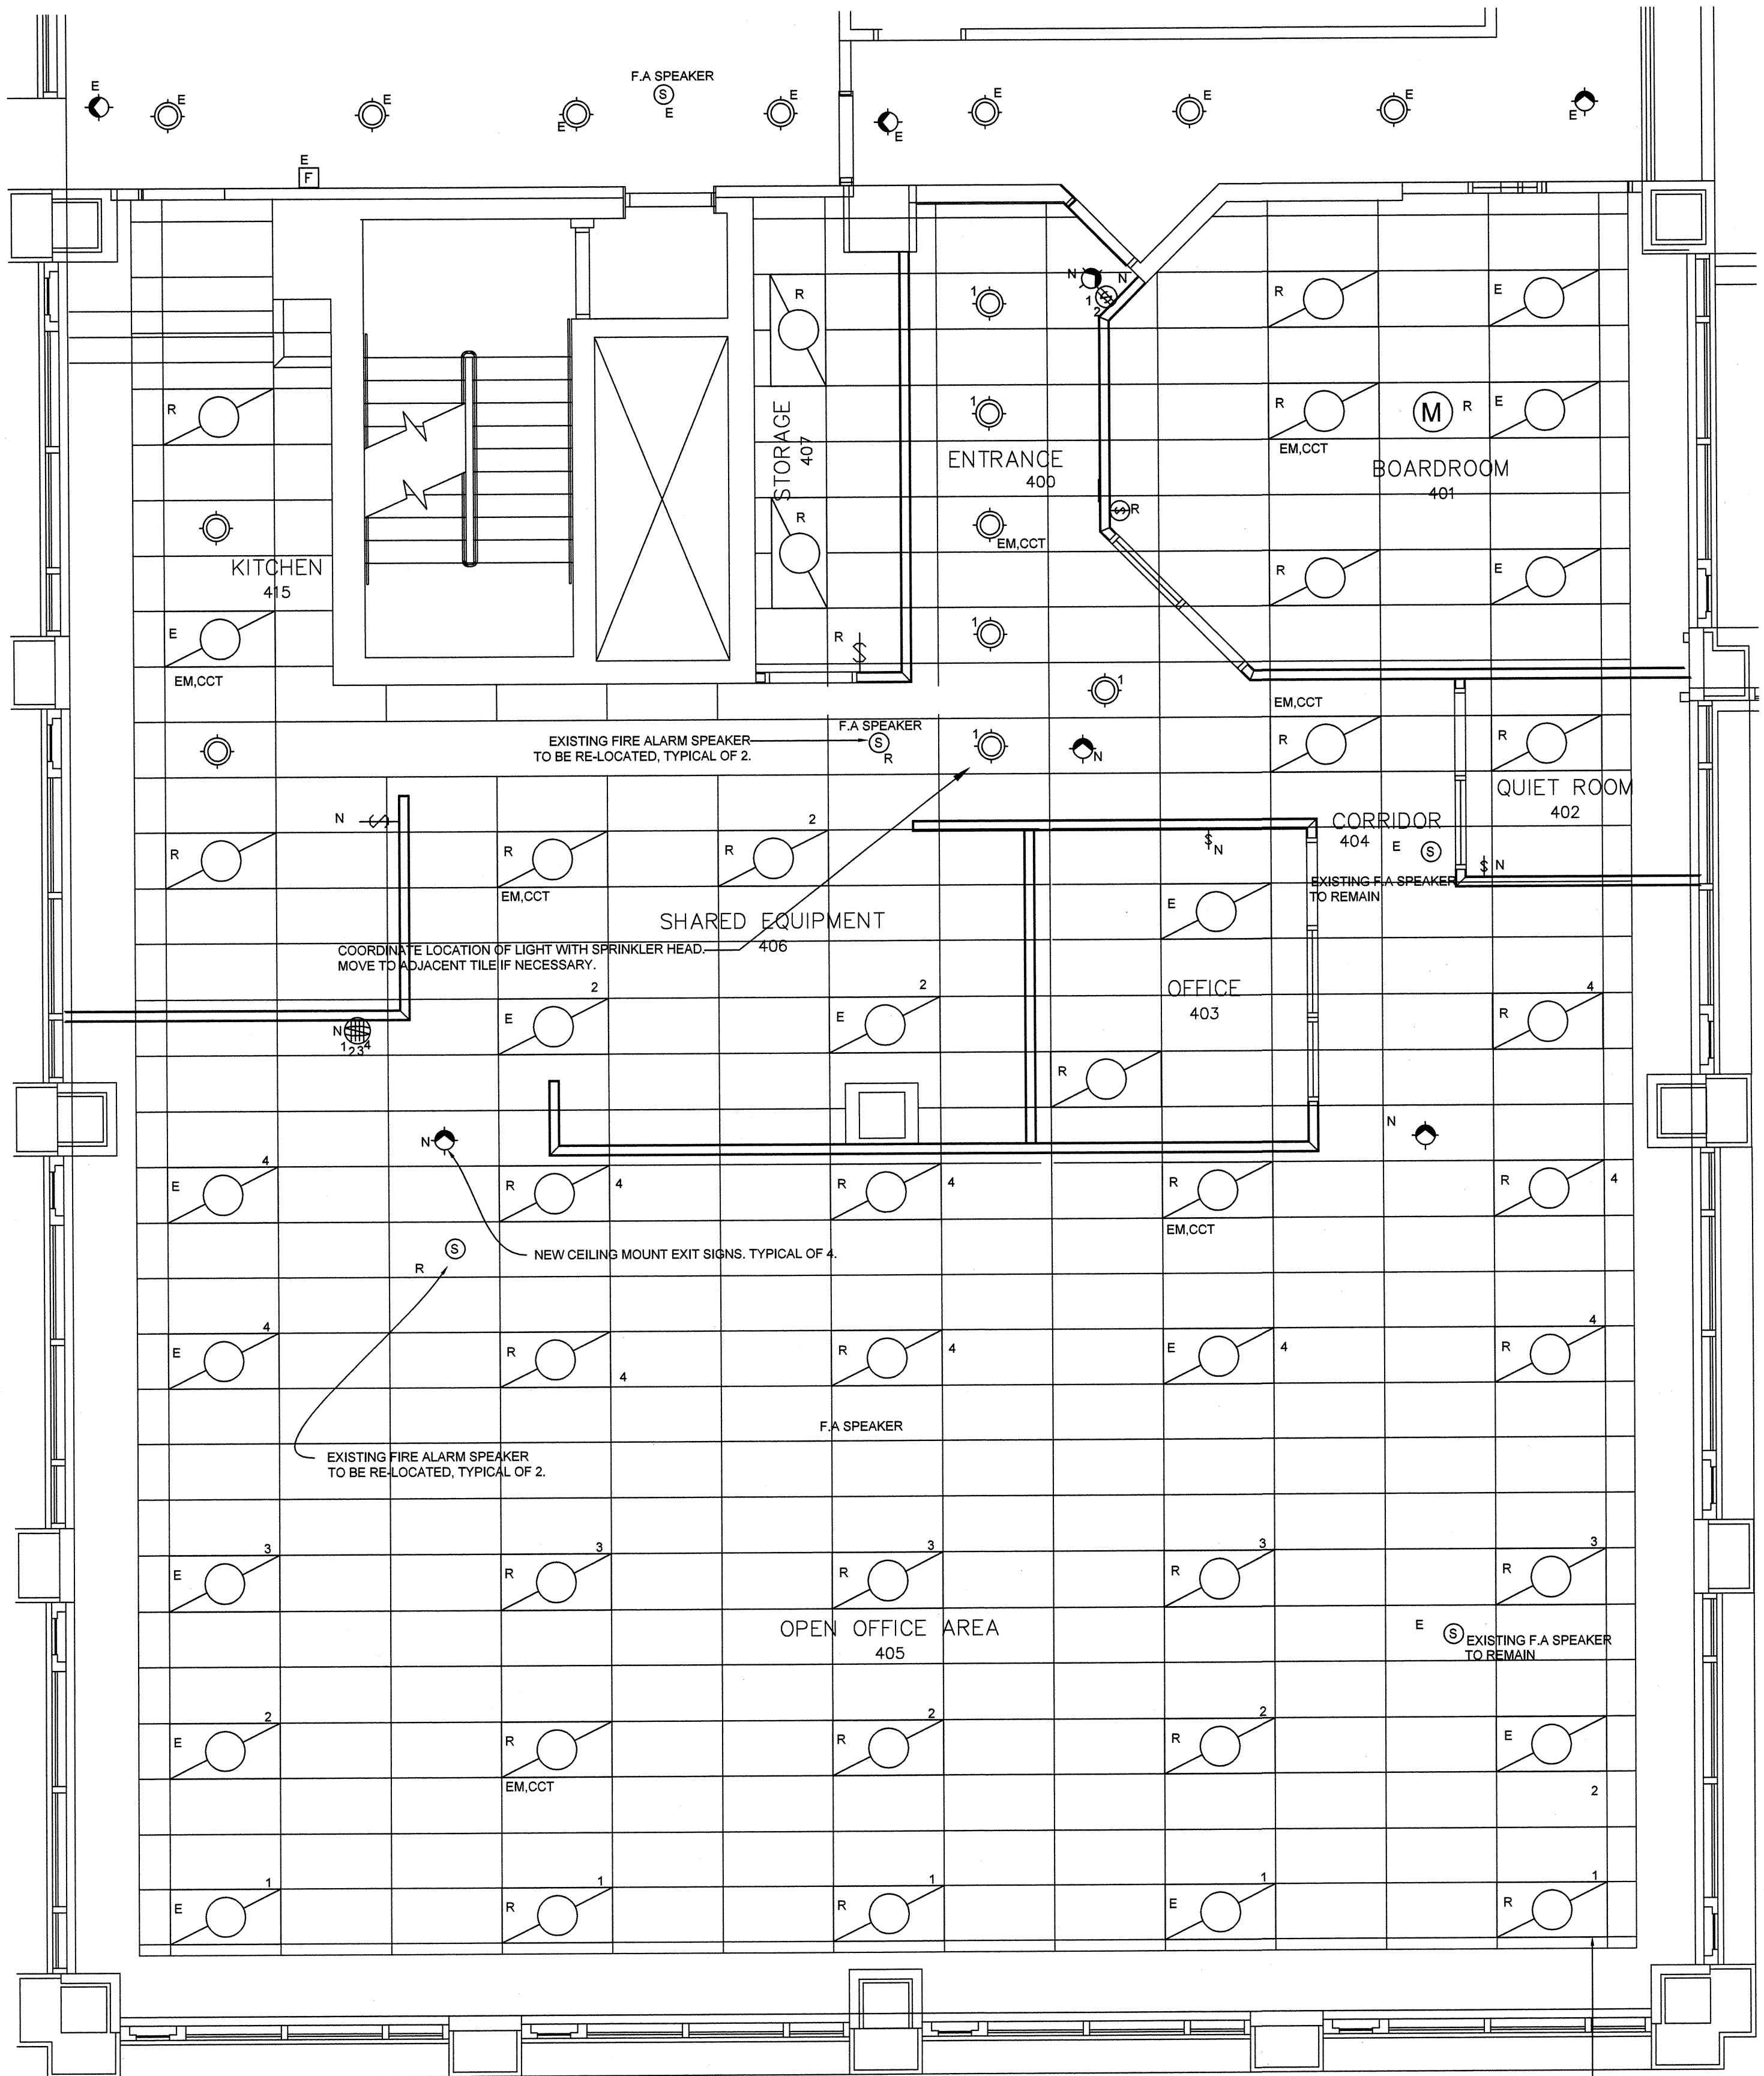 F.A SPEAKER
E
E
E
E
S
E
E
E
E
E
E
E
E
E
F
N
N
1
2
1
R
R
E
R
1
R
E
M
R
EM,CCT
STORAGE
407
ENTRANCE
400
BOARDROOM
401
R
$ R
EM,CCT
KITCHEN
415
R
E
E
EM,CCT
R
$
1
1
EM,CCT
F.A SPEAKER
EXISTING FIRE ALARM SPEAKER
TO BE RE-LOCATED, TYPICAL OF 2.
S
R
1
N
R
R
QUIET ROOM
402
N
$
2
R
R
R
EM,CCT
CORRIDOR
404
E
S
$ N
$ N
EXISTING F.A SPEAKER
TO REMAIN
E
SHARED EQUIPMENT
406
COORDINATE LOCATION OF LIGHT WITH SPRINKLER HEAD.
MOVE TO ADJACENT TILE IF NECESSARY.
OFFICE
403
2
2
4
E
E
R
N
1 2 3 4
R
N
N
4
E
R
4
R
4
R
R
4
EM,CCT
S
R
NEW CEILING MOUNT EXIT SIGNS. TYPICAL OF 4.
4
E
R
4
R
4
E
4
4
R
F.A SPEAKER
EXISTING FIRE ALARM SPEAKER
TO BE RE-LOCATED, TYPICAL OF 2.
3
3
3
3
3
E
R
R
R
R
OPEN OFFICE AREA
405
E
S
EXISTING F.A SPEAKER
TO REMAIN
2
2
2
E
R
R
R
E
EM,CCT
2
1
1
1
1
1
E
R
R
E
R